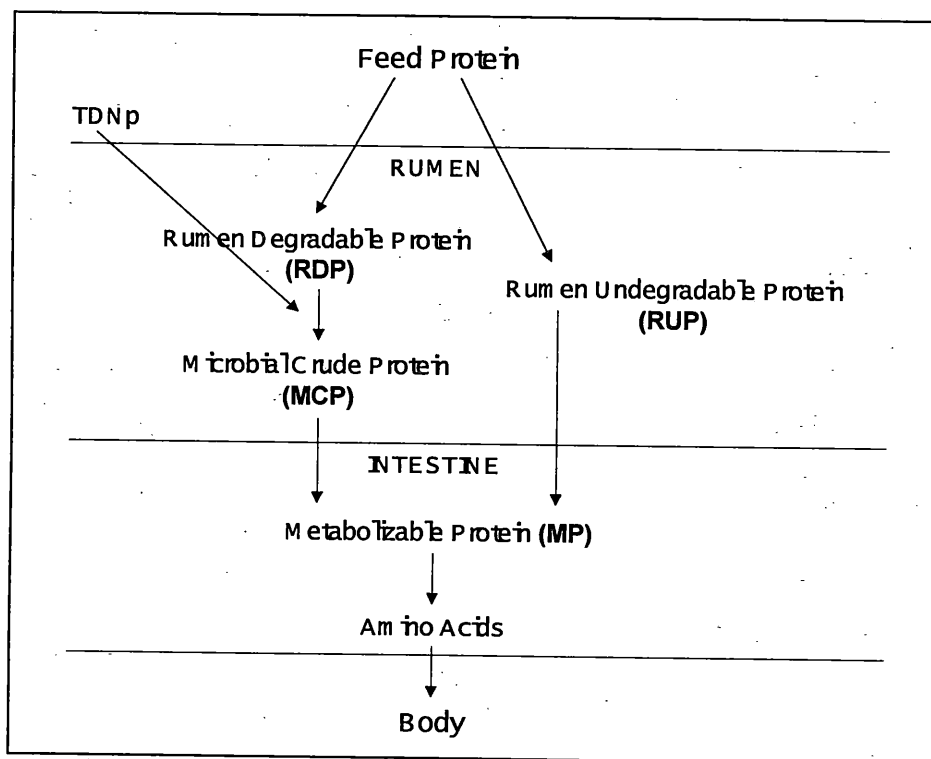 Feed Protein
TDNp
RUMEN
Rumen Degradable Protein
(RDP)
Rumen Undegradable Protein
(RUP)
Microbial Crude Protein
(MCP)
INTESTINE
Metabolizable Protein (MP)
Amino Acids
Body